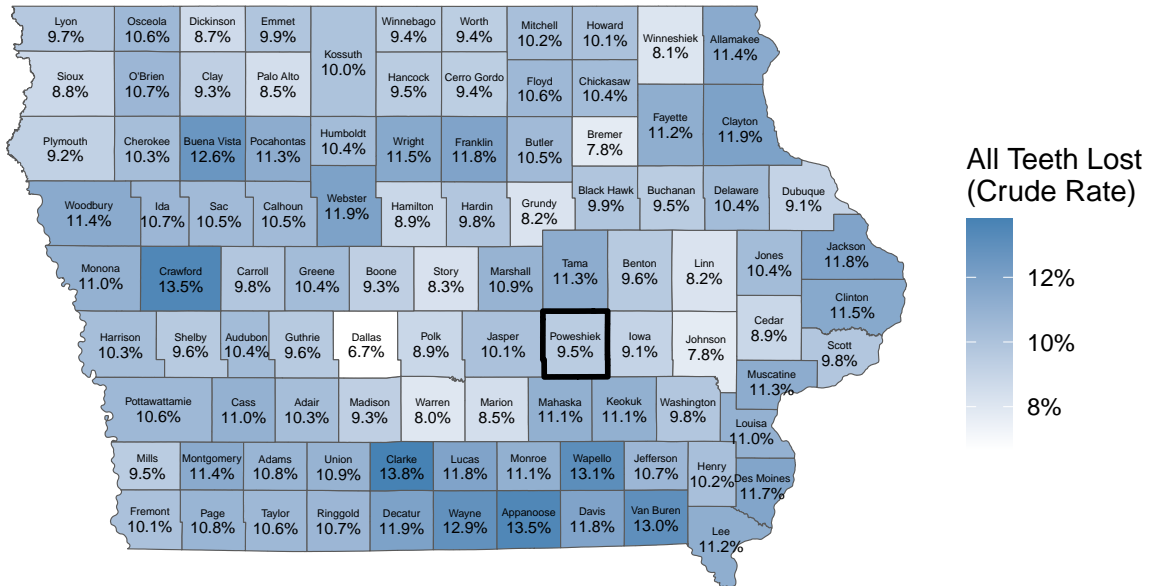 Lyon
9.7%
Osceola
10.6%
Dickinson
8.7%
Emmet
9.9%
Kossuth
10.0%
Winnebago
9.4%
Worth
9.4%
Mitchell
10.2%
Howard
10.1%
Winneshiek
8.1%
Allamakee
11.4%
Sioux
8.8%
O'Brien
10.7%
Clay
9.3%
Palo Alto
8.5%
Hancock
9.5%
Cerro Gordo
9.4%
Floyd
10.6%
Chickasaw
10.4%
Fayette
11.2%
Clayton
11.9%
Plymouth
9.2%
Cherokee
10.3%
Buena Vista
12.6%
Pocahontas
11.3%
Humboldt
10.4%
Wright
11.5%
Franklin
11.8%
Butler
10.5%
Bremer
7.8%
Woodbury
11.4%
Ida
10.7%
Sac
10.5%
Calhoun
10.5%
Webster
11.9%
Hamilton
8.9%
Hardin
9.8%
Grundy
8.2%
Black Hawk
9.9%
Buchanan
9.5%
Delaware
10.4%
Dubuque
9.1%
Monona
11.0%
Crawford
13.5%
Carroll
9.8%
Greene
10.4%
Boone
9.3%
Story
8.3%
Marshall
10.9%
Tama
11.3%
Benton
9.6%
Linn
8.2%
Jones
10.4%
Jackson
11.8%
Clinton
11.5%
Harrison
10.3%
Shelby
9.6%
Audubon
10.4%
Guthrie
9.6%
Dallas
6.7%
Polk
8.9%
Jasper
10.1%
Poweshiek
9.5%
Iowa
9.1%
Johnson
7.8%
Cedar
8.9%
Scott
9.8%
Muscatine
11.3%
Pottawattamie
10.6%
Cass
11.0%
Adair
10.3%
Madison
9.3%
Warren
8.0%
Marion
8.5%
Mahaska
11.1%
Keokuk
11.1%
Washington
9.8%
Louisa
11.0%
Mills
9.5%
Montgomery
11.4%
Adams
10.8%
Union
10.9%
Clarke
13.8%
Lucas
11.8%
Monroe
11.1%
Wapello
13.1%
Jefferson
10.7%
Henry
10.2%
Des Moines
11.7%
Fremont
10.1%
Page
10.8%
Taylor
10.6%
Ringgold
10.7%
Decatur
11.9%
Wayne
12.9%
Appanoose
13.5%
Davis
11.8%
Van Buren
13.0%
Lee
11.2%
All Teeth Lost
(Crude Rate)
12%
10%
8%